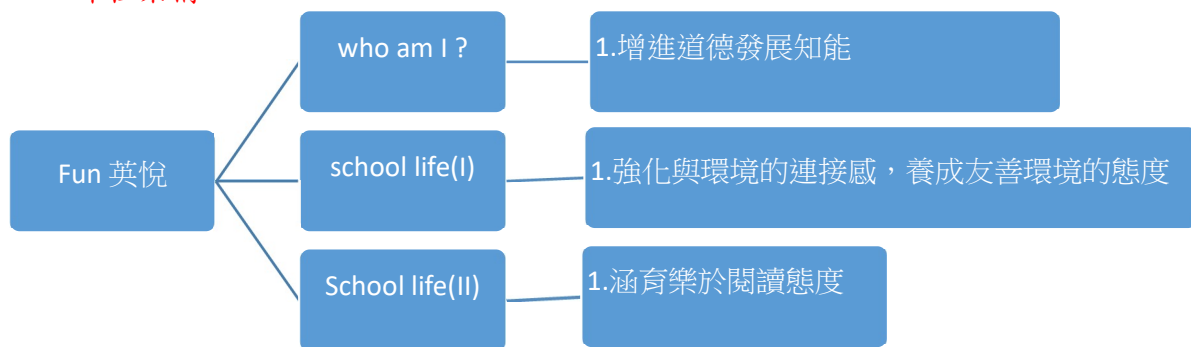 who am I ?
1.增進道德發展知能
Fun 英悅
school life(I)
1.強化與環境的連接感，養成友善環境的態度
School life(II)
1.涵育樂於閱讀態度